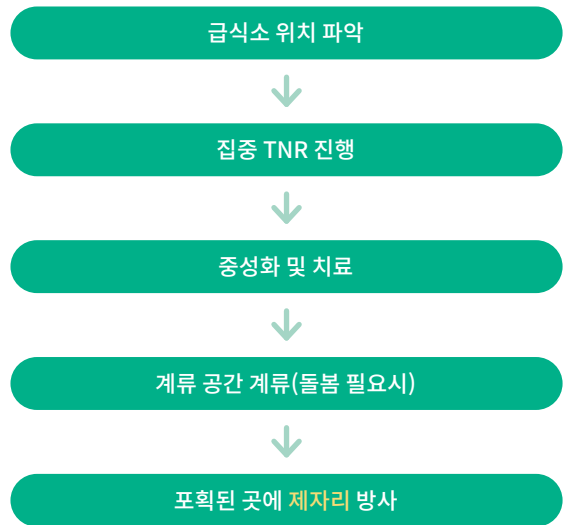 급식소 위치 파악
집중 TNR 진행
중성화 및 치료
계류 공간 계류(돌봄 필요시)
포획된 곳에 제자리 방사